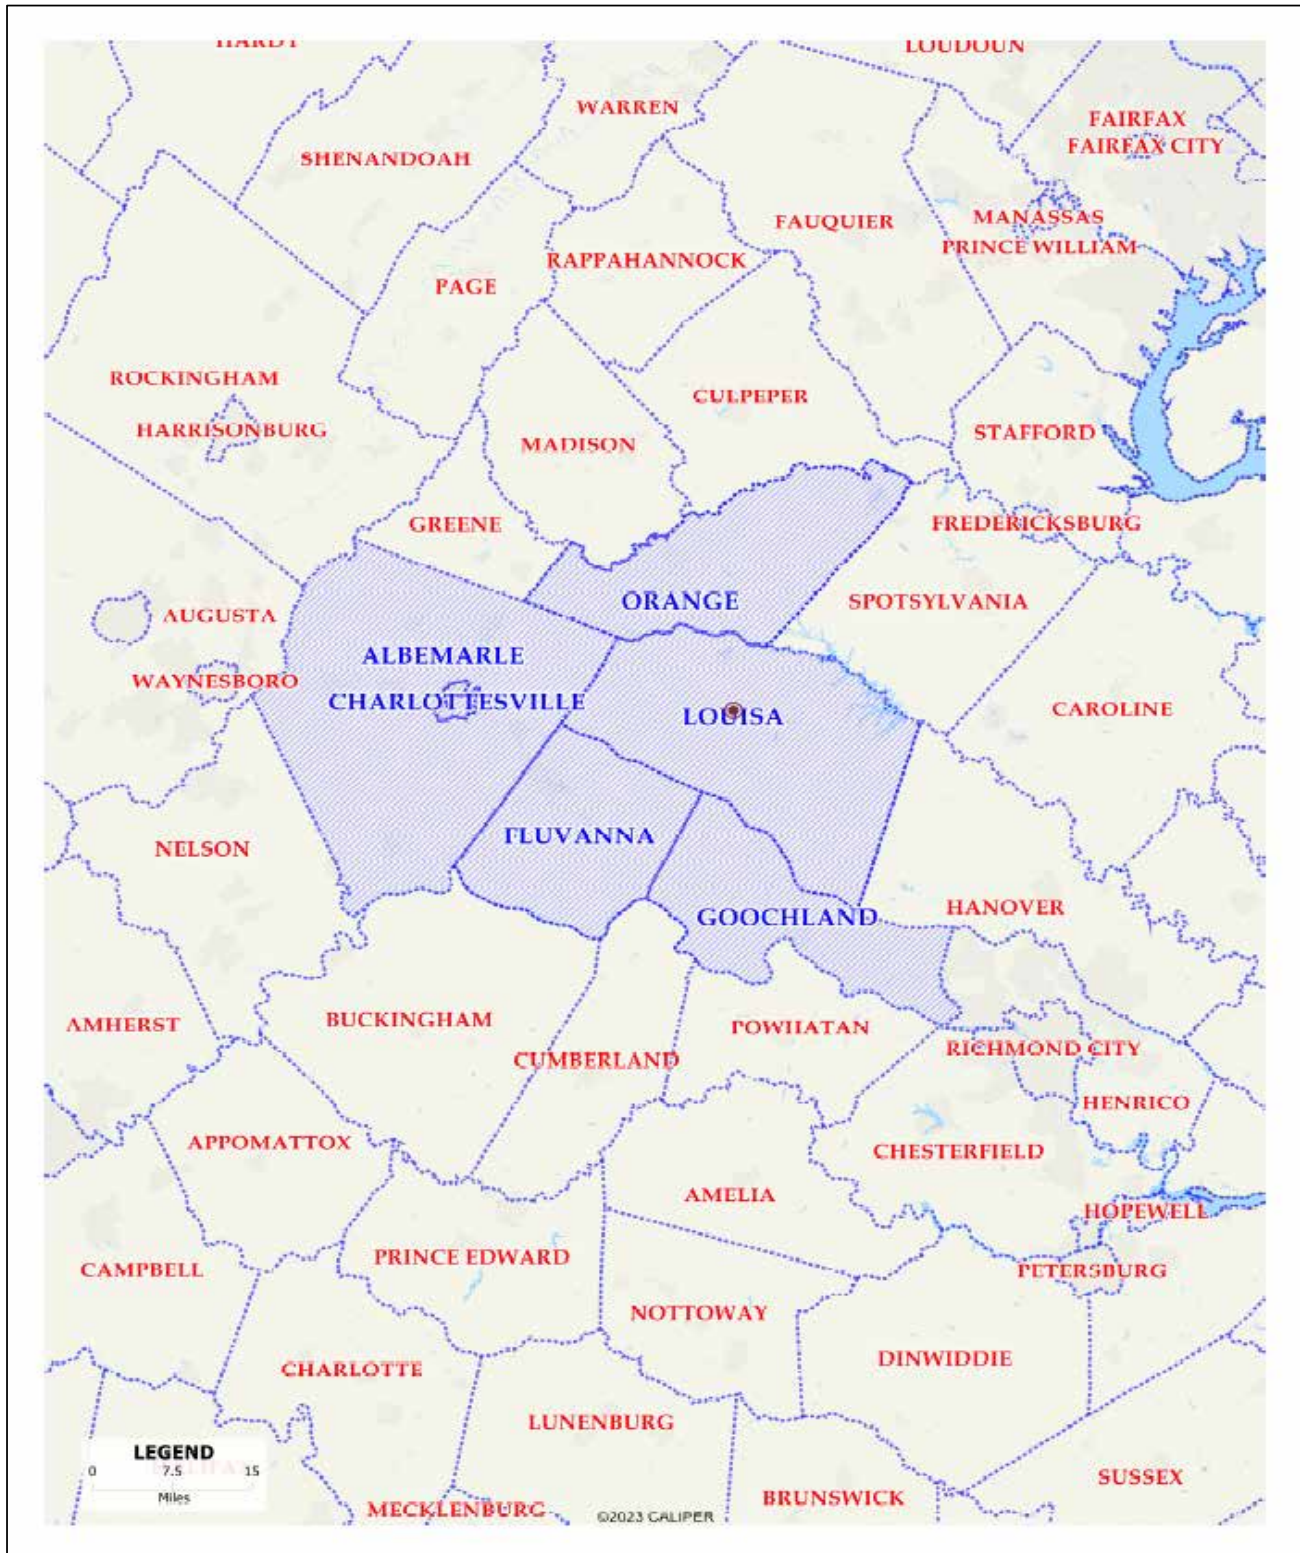 HARDY
LOUDOUN
WARREN
FAIRFAX
FAIRFAX CITY
SHENANDOAH
FAUQUIER
MANASSAS
PRINCE WILLIAM
RAPPAHANNOCK
PAGE
ROCKINGHAM
CULPEPER
HARRISONBURG
MADISON
STAFFORD
GREENE
FREDERICKSBURG
ORANGE
SPOTSYLVANIA
AUGUSTA
ALBEMARLE
WAYNESBORO
CHARLOTTESVILLE
LOUISA
CAROLINE
FLUVANNA
NELSON
GOOCHLAND
HANOVER
AMHERST
BUCKINGHAM
POWHATAN
CUMBERLAND
RICHMOND CITY
HENRICO
APPOMATTOX
CHESTERFIELD
AMELIA
HOPEWELL
CAMPBELL
PRINCE EDWARD
PETERSBURG
NOTTOWAY
CHARLOTTE
DINWIDDIE
LUNENBURG
LEGEND
0 7.5 15
Miles
SUSSEX
MECKLENBURG
BRUNSWICK
©2023 CALIPER